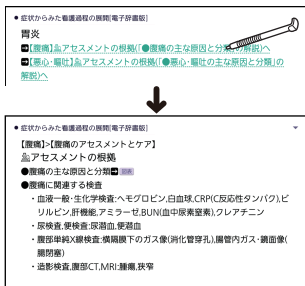 ● 症状からみた看護過程の展開[電子辞書版]
胃炎
➡【腹痛】アセスメントの根拠(「●腹痛の主な原因と分類」の解説)へ
➡【悪心・嘔吐】アセスメントの根拠(「●悪心・嘔吐の主な原因と分類」の
解説)へ
● 症状からみた看護過程の展開[電子辞書版]
【腹痛】>【腹痛のアセスメントとケア】
アセスメントの根拠
●腹痛の主な原因と分類➡
●腹痛に関連する検査
・血液一般・生化学検査:ヘモグロビン,白血球,CRP(C反応性タンパク),ビ
リルビン,肝機能,アミラーゼ,BUN(血中尿素窒素),クレアチニン
・尿検査,便検査:尿潜血,便潜血
・腹部単純X線検査:横隔膜下のガス像(消化管穿孔),腸管内ガス・鏡面像(
腸閉塞)
・造影検査,腹部CT,MRI:腫瘍,狭窄